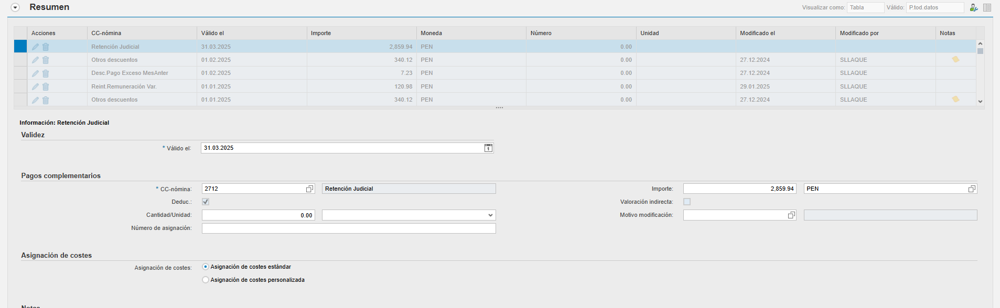 Resumen
Visualizar como: Tabla Válido: P.tod.datos
Acciones CC-nómina Válido el Importe Moneda Número Unidad Modificado el Modificado por Notas
Retención Judicial 31.03.2025 2,859.94 PEN 0.00
Otros descuentos 01.02.2025 340.12 PEN 0.00 27.12.2024 SLLAQUE
Desc.Pago Exceso MesAnter 01.02.2025 7.23 PEN 0.00 27.12.2024 SLLAQUE
Reint.Remuneración Var. 01.01.2025 120.98 PEN 0.00 29.01.2025 SLLAQUE
Otros descuentos 01.01.2025 340.12 PEN 0.00 27.12.2024 SLLAQUE
Información: Retención Judicial
Validez
* Válido el: 31.03.2025
Pagos complementarios
* CC-nómina: 2712 Retención Judicial Importe: 2,859.94 PEN
Deduc.: Valoración indirecta:
Cantidad/Unidad: 0.00 Motivo modificación:
Número de asignación:
Asignación de costes
Asignación de costes: Asignación de costes estándar
Asignación de costes personalizada
Notas